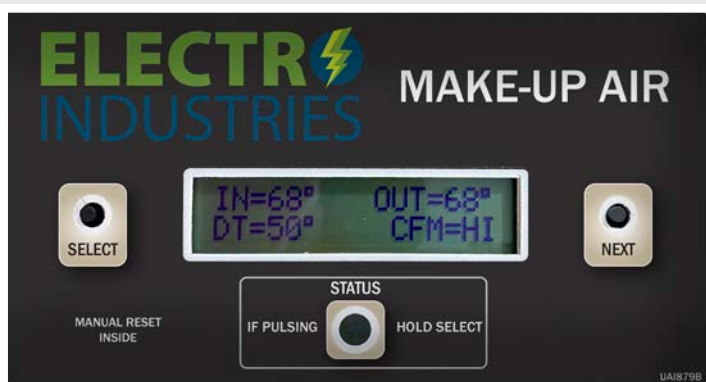 ELECTRO
INDUSTRIES
MAKE-UP AIR
IN=68° OUT=68°
DT=50° CFM=HI
SELECT
NEXT
STATUS
IF PULSING HOLD SELECT
MANUAL RESET
INSIDE
UAI879B